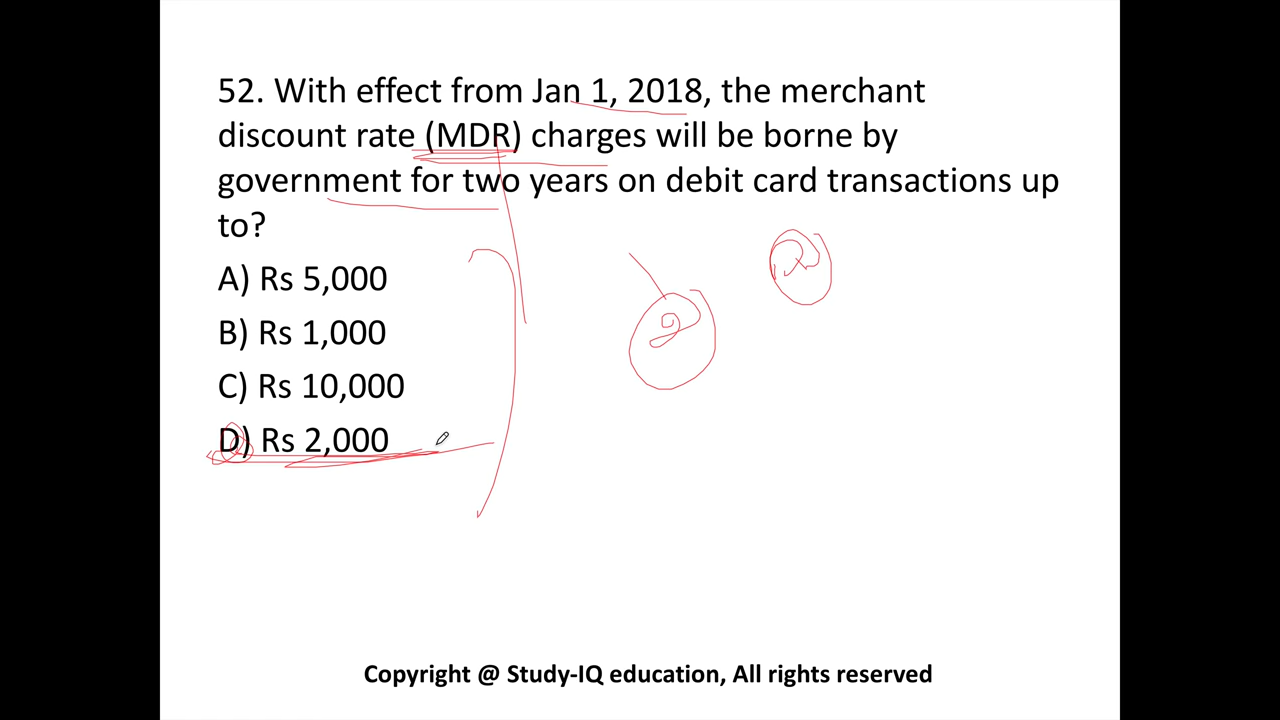 52. With effect from Jan 1, 2018, the merchant
discount rate (MDR) charges will be borne by
government for two years on debit card transactions up
to?
A) Rs 5,000
B) Rs 1,000
C) Rs 10,000
D) Rs 2,000
Copyright @ Study-IQ education, All rights reserved